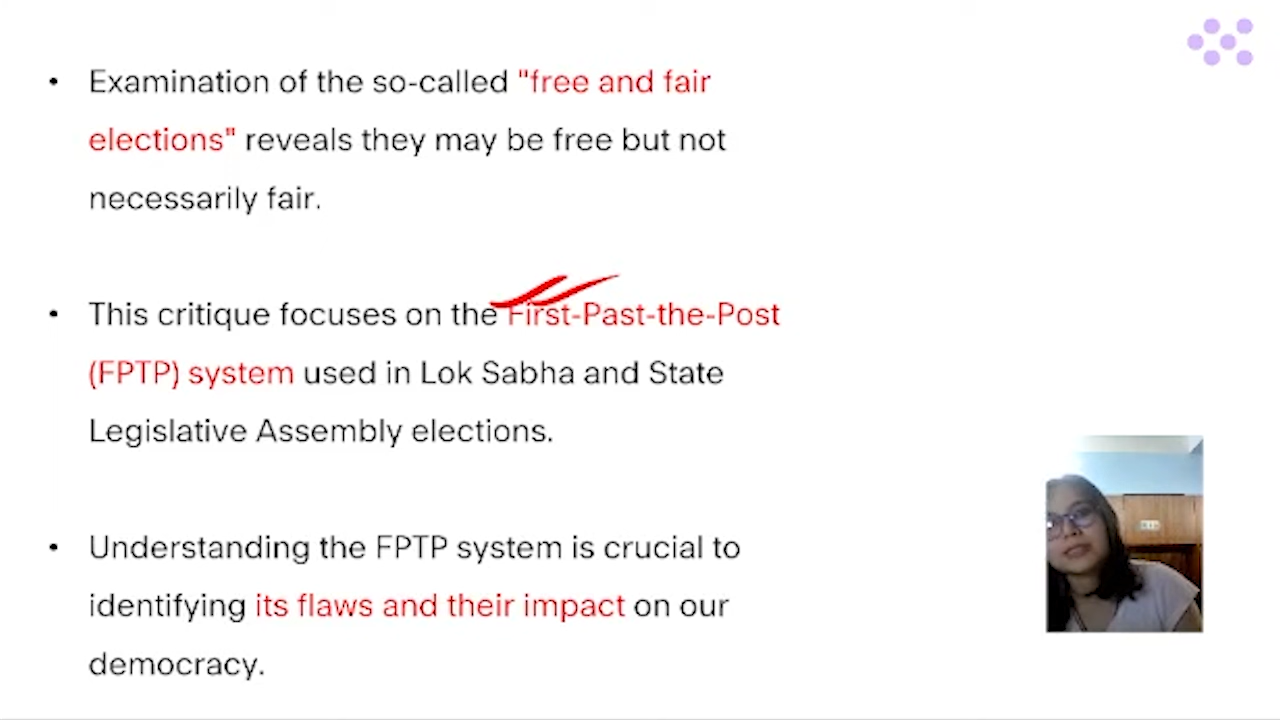 • Examination of the so-called "free and fair
elections" reveals they may be free but not
necessarily fair.
• This critique focuses on the First-Past-the-Post
(FPTP) system used in Lok Sabha and State
Legislative Assembly elections.
• Understanding the FPTP system is crucial to
identifying its flaws and their impact on our
democracy.